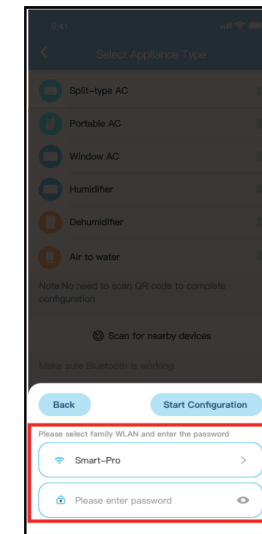 9:41
Select Appliance Type
Split-type AC
Portable AC
Window AC
Humidifier
Dehumidifier
Air to water
Note:No need to scan QR code to complete
configuration
Scan for nearby devices
Make sure Bluetooth is working.
Back Start Configuration
Please select family WLAN and enter the password
Smart-Pro
Please enter password